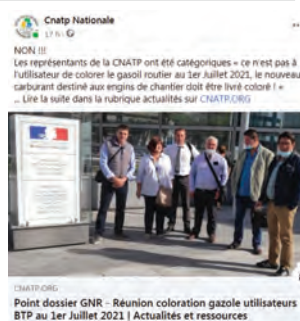 Cnatp Nationale
17 h
NON !!!
Les représentants de la CNATP ont été catégoriques « ce n'est pas à
l'utilisateur de colorer le gasoil routier au 1er Juillet 2021, le nouveau
carburant destiné aux engins de chantier doit être livré coloré ! »
... Lire la suite dans la rubrique actualités sur CNATP.ORG
CNATP.ORG
Point dossier GNR - Réunion coloration gazole utilisateurs
BTP au 1er Juillet 2021 | Actualités et ressources